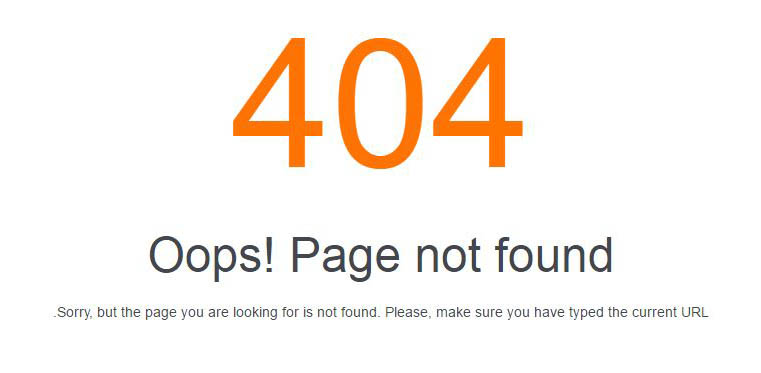 404
Oops! Page not found
.Sorry, but the page you are looking for is not found. Please, make sure you have typed the current URL